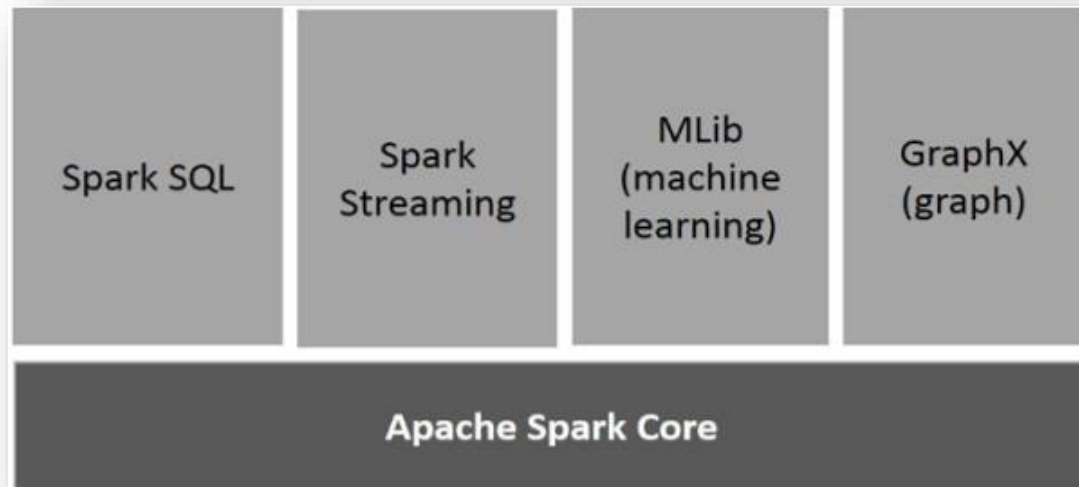 Spark SQL
Spark
Streaming
MLib
(machine
learning)
GraphX
(graph)
Apache Spark Core